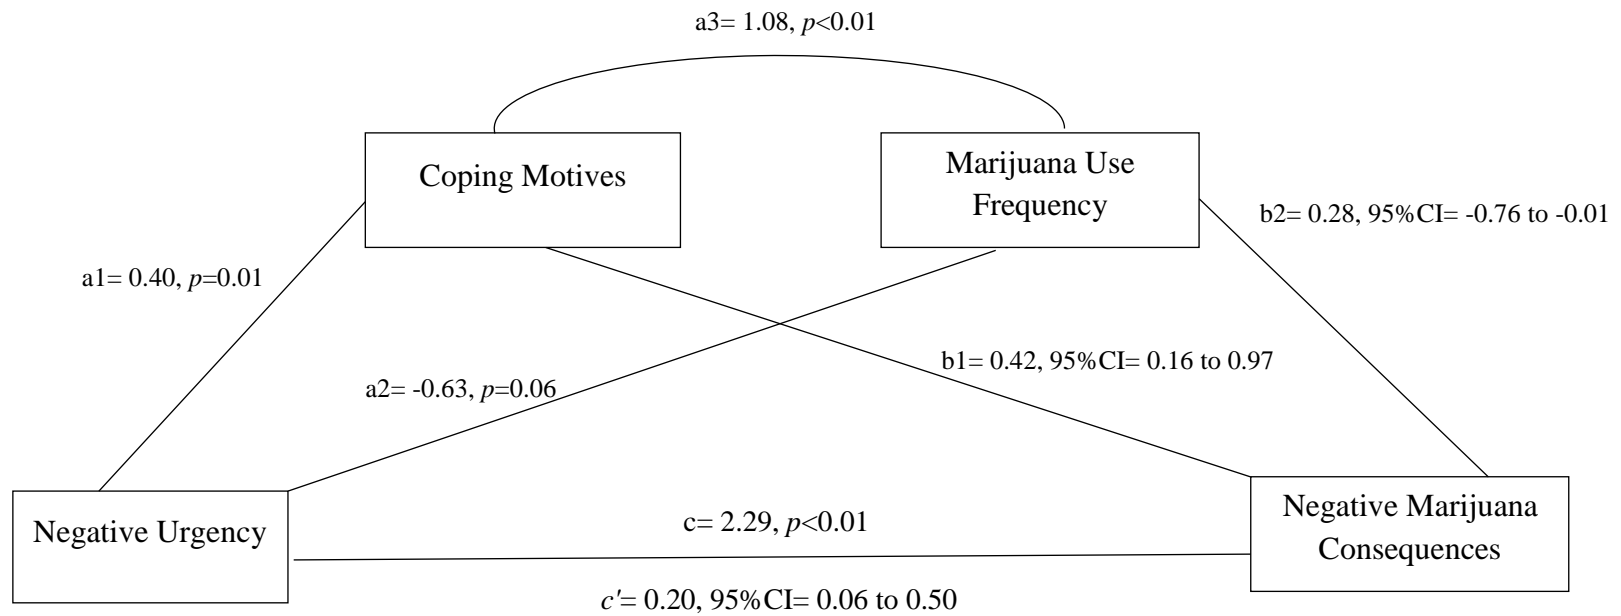 a3= 1.08, p<0.01
Coping Motives
Marijuana Use
Frequency
b2= 0.28, 95%CI= -0.76 to -0.01
a1= 0.40, p=0.01
b1= 0.42, 95%CI= 0.16 to 0.97
a2= -0.63, p=0.06
Negative Urgency
c= 2.29, p<0.01
Negative Marijuana
Consequences
c'= 0.20, 95%CI= 0.06 to 0.50